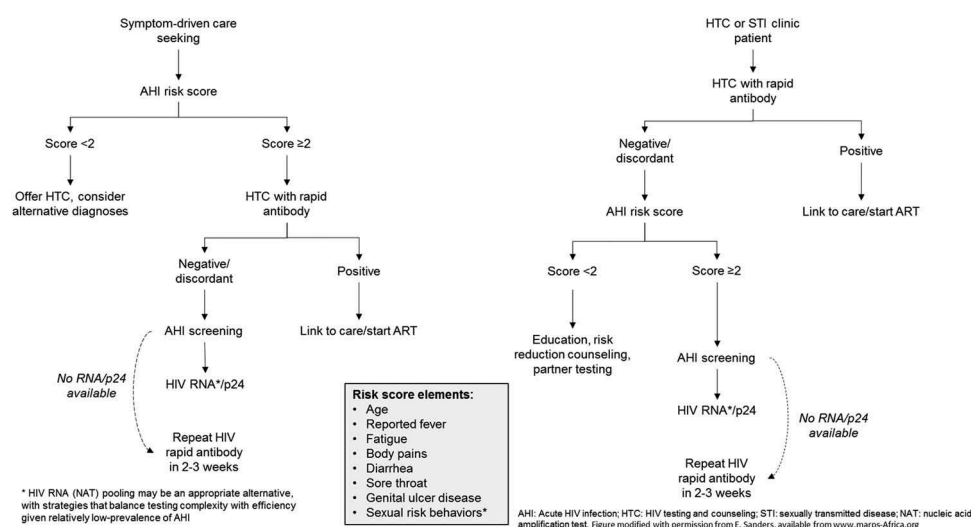 Symptom-driven care
seeking
AHI risk score
Score <2
Score ≥2
Offer HTC, consider
alternative diagnoses
HTC with rapid
antibody
Negative/
discordant
Positive
AHI screening
Link to care/start ART
No RNA/p24
available
HIV RNA*/p24
Repeat HIV
rapid antibody
in 2-3 weeks
* HIV RNA (NAT) pooling may be an appropriate alternative,
with strategies that balance testing complexity with efficiency
given relatively low-prevalence of AHI
Risk score elements:
• Age
• Reported fever
• Fatigue
• Body pains
• Diarrhea
• Sore throat
• Genital ulcer disease
• Sexual risk behaviors*
HTC or STI clinic
patient
HTC with rapid
antibody
Negative/
discordant
Positive
AHI risk score
Link to care/start ART
Score <2
Score ≥2
Education, risk
reduction counseling,
partner testing
AHI screening
HIV RNA*/p24
No RNA/p24
available
Repeat HIV
rapid antibody
in 2-3 weeks
AHI: Acute HIV infection; HTC: HIV testing and counseling; STI: sexually transmitted disease; NAT: nucleic acid
amplification test. Figure modified with permission from E. Sanders, available from www.marps-Africa.org